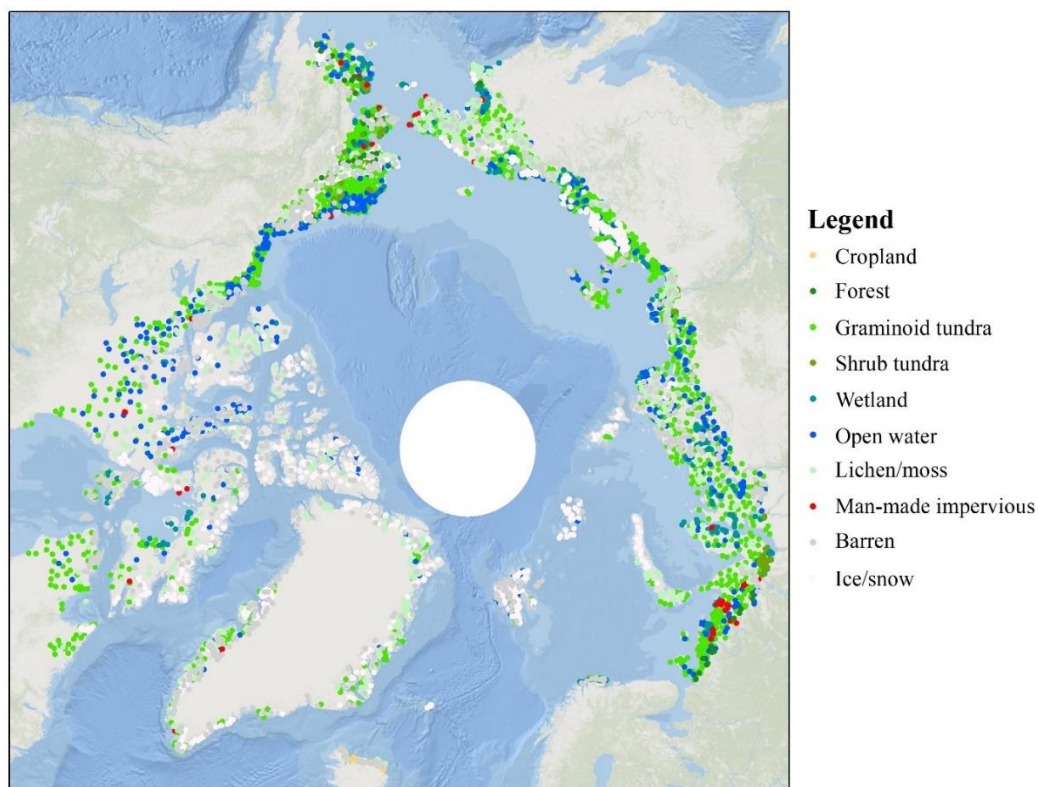 Legend
Cropland
Forest
Graminoid tundra
Shrub tundra
Wetland
Open water
Lichen/moss
Man-made impervious
Barren
Ice/snow